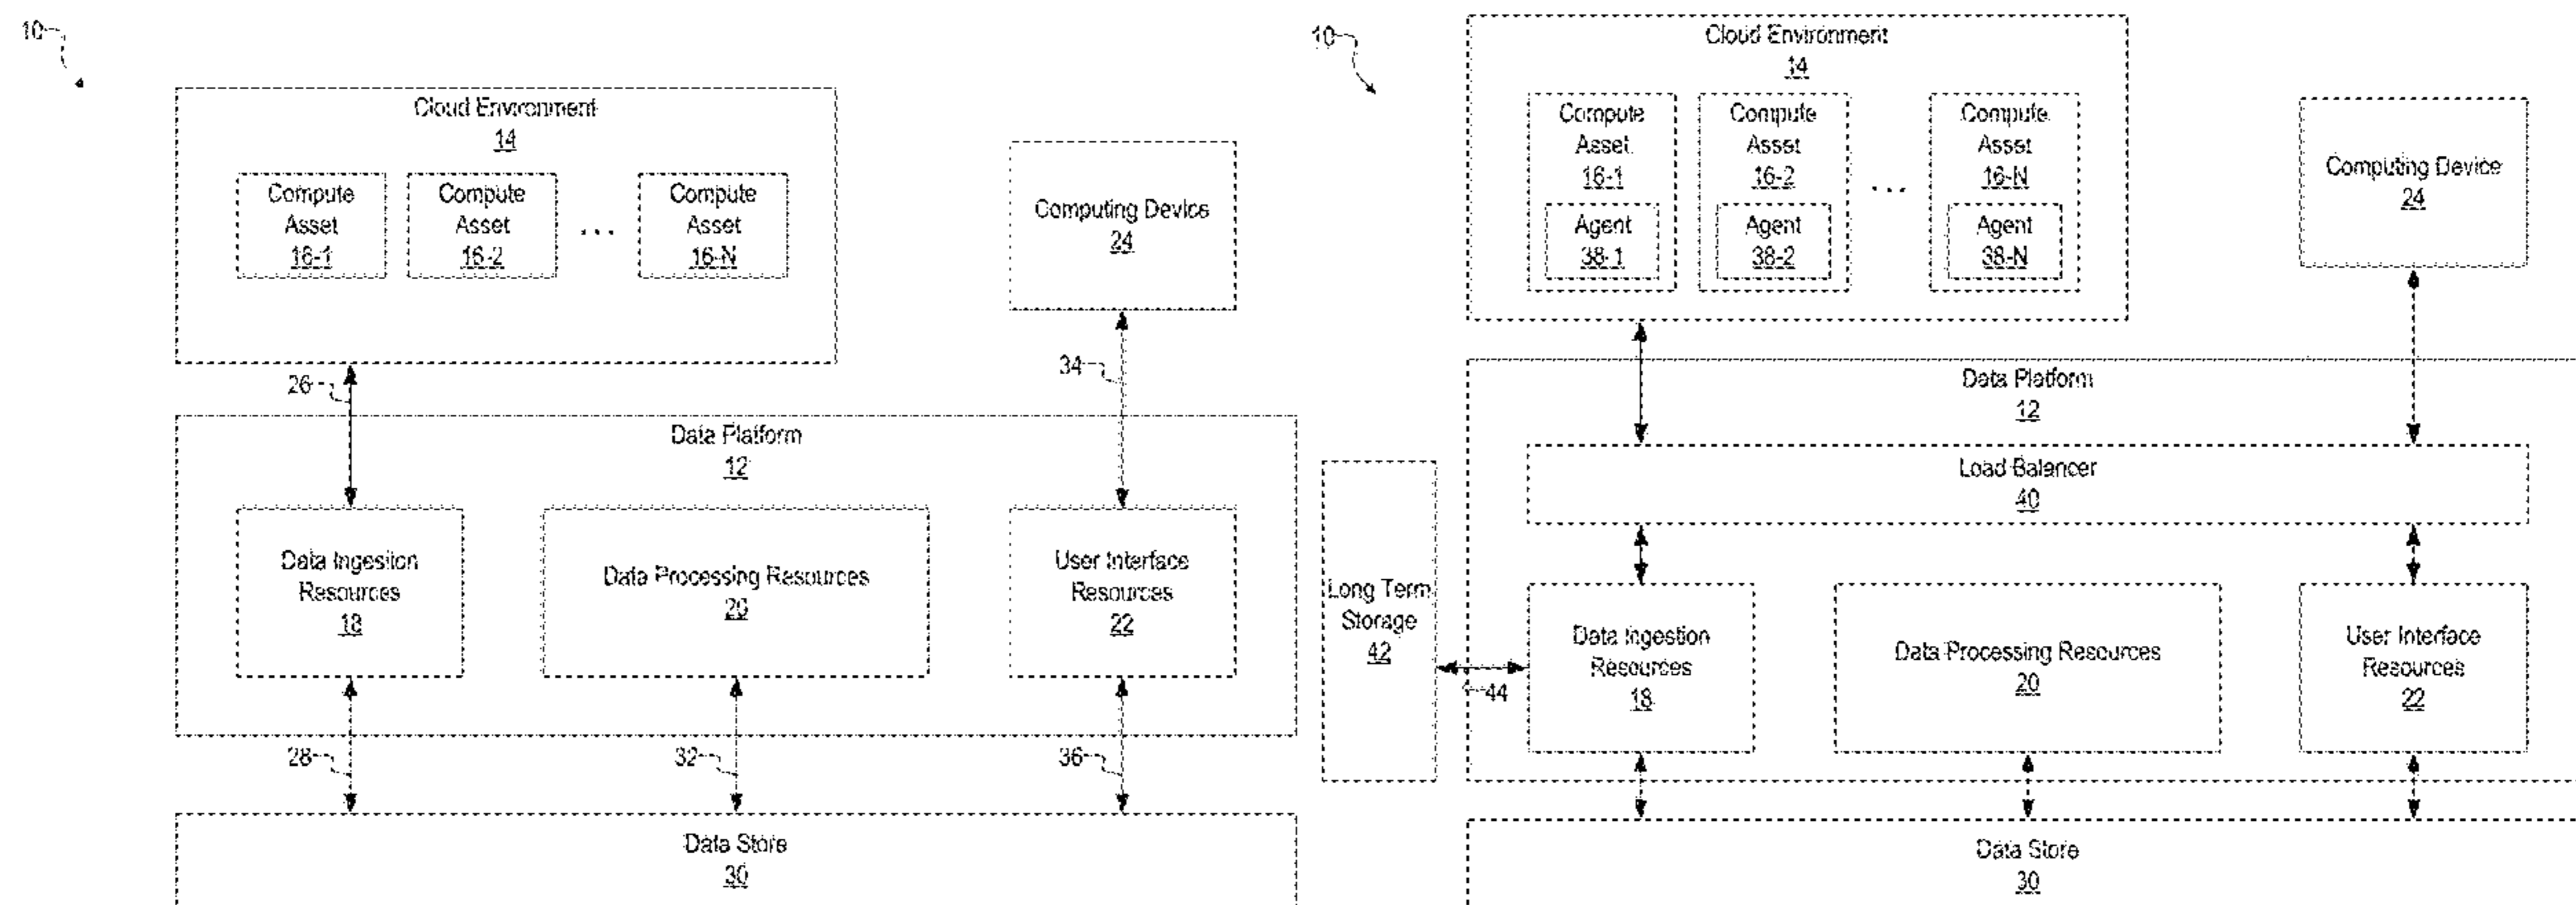 10
Cloud Environment
14
Compute
Asset
16-1
Compute
Asset
16-2
...
Compute
Asset
16-N
Computing Device
24
26
34
Data Platform
12
Data Ingestion
Resources
18
Data Processing Resources
20
User Interface
Resources
22
28
32
36
Data Store
30
10
Cloud Environment
14
Compute
Asset
16-1
Agent
38-1
Compute
Asset
16-2
Agent
38-2
...
Compute
Asset
16-N
Agent
38-N
Computing Device
24
Data Platform
12
Load Balancer
40
Long Term
Storage
42
44
Data Ingestion
Resources
18
Data Processing Resources
20
User Interface
Resources
22
Data Store
30